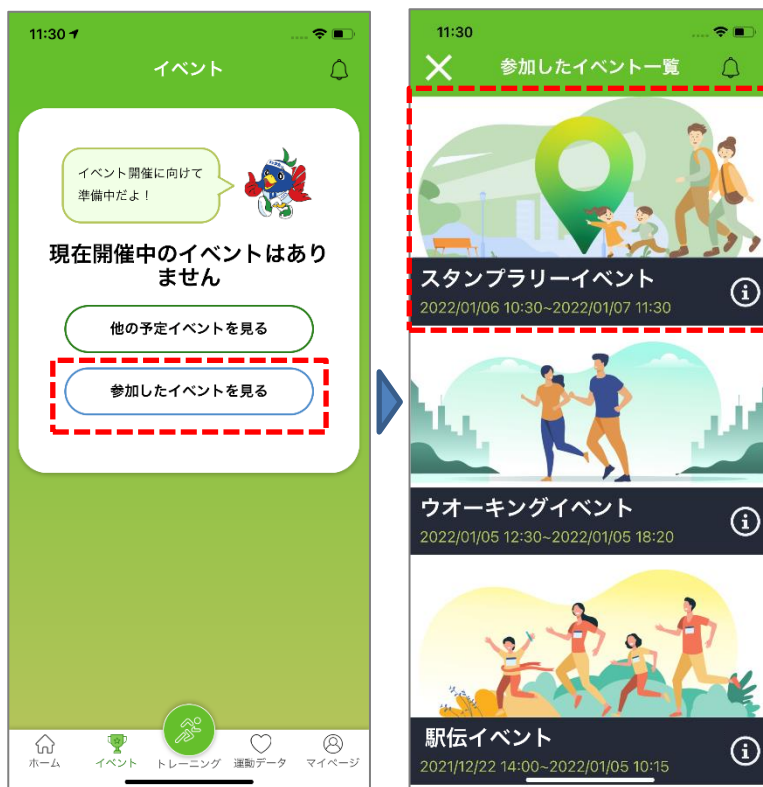 11:30
イベント
イベント開催に向けて
準備中だよ！
現在開催中のイベントはあり
ません
他の予定イベントを見る
参加したイベントを見る
ホーム
イベント
トレーニング
運動データ
マイページ
11:30
参加したイベント一覧
スタンプラリーイベント
2022/01/06 10:30~2022/01/07 11:30
ウオーキングイベント
2022/01/05 12:30~2022/01/05 18:20
駅伝イベント
2021/12/22 14:00~2022/01/05 10:15